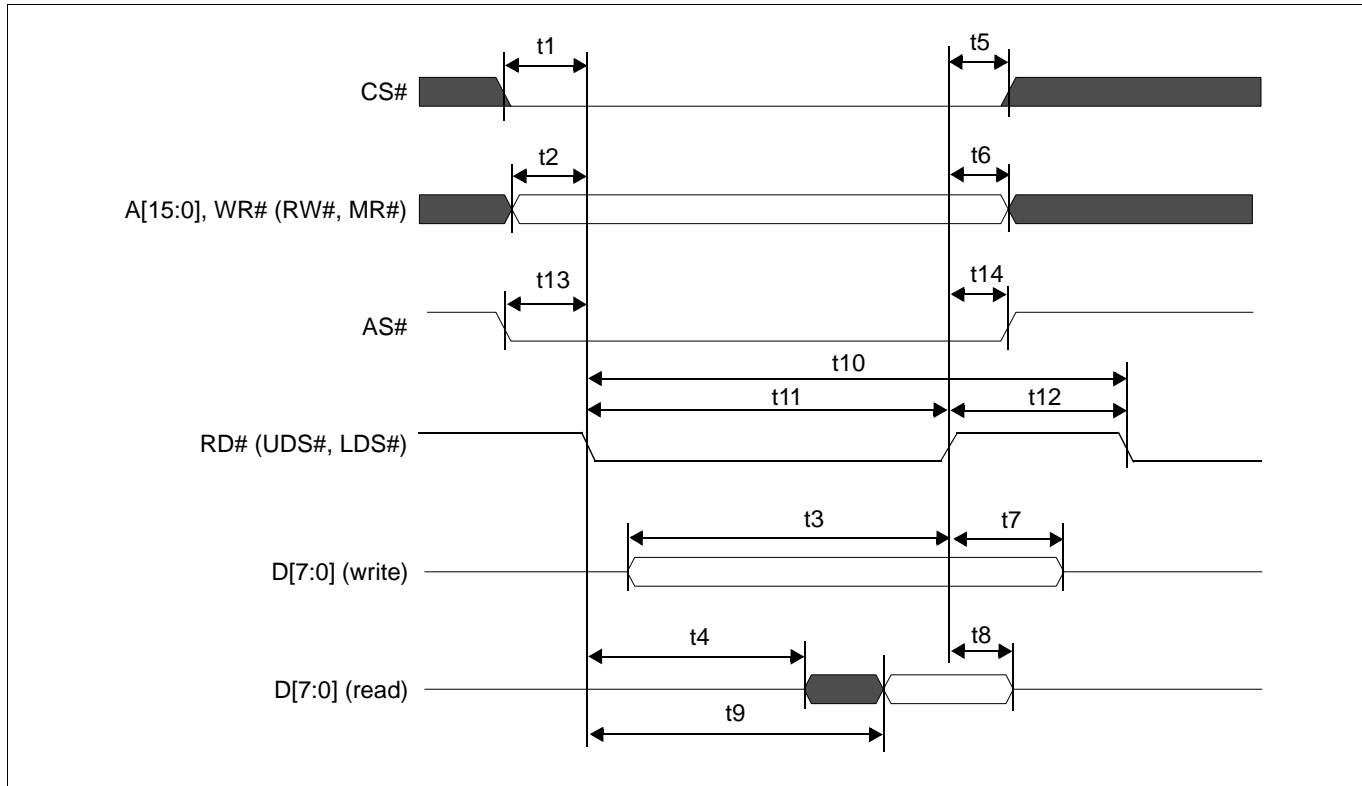 t1 t5
CS#
t2 t6
A[15:0], WR# (RW#, MR#)
t13 t14
AS#
t10
t11 t12
RD# (UDS#, LDS#)
t3 t7
D[7:0] (write)
t4 t8
D[7:0] (read)
t9